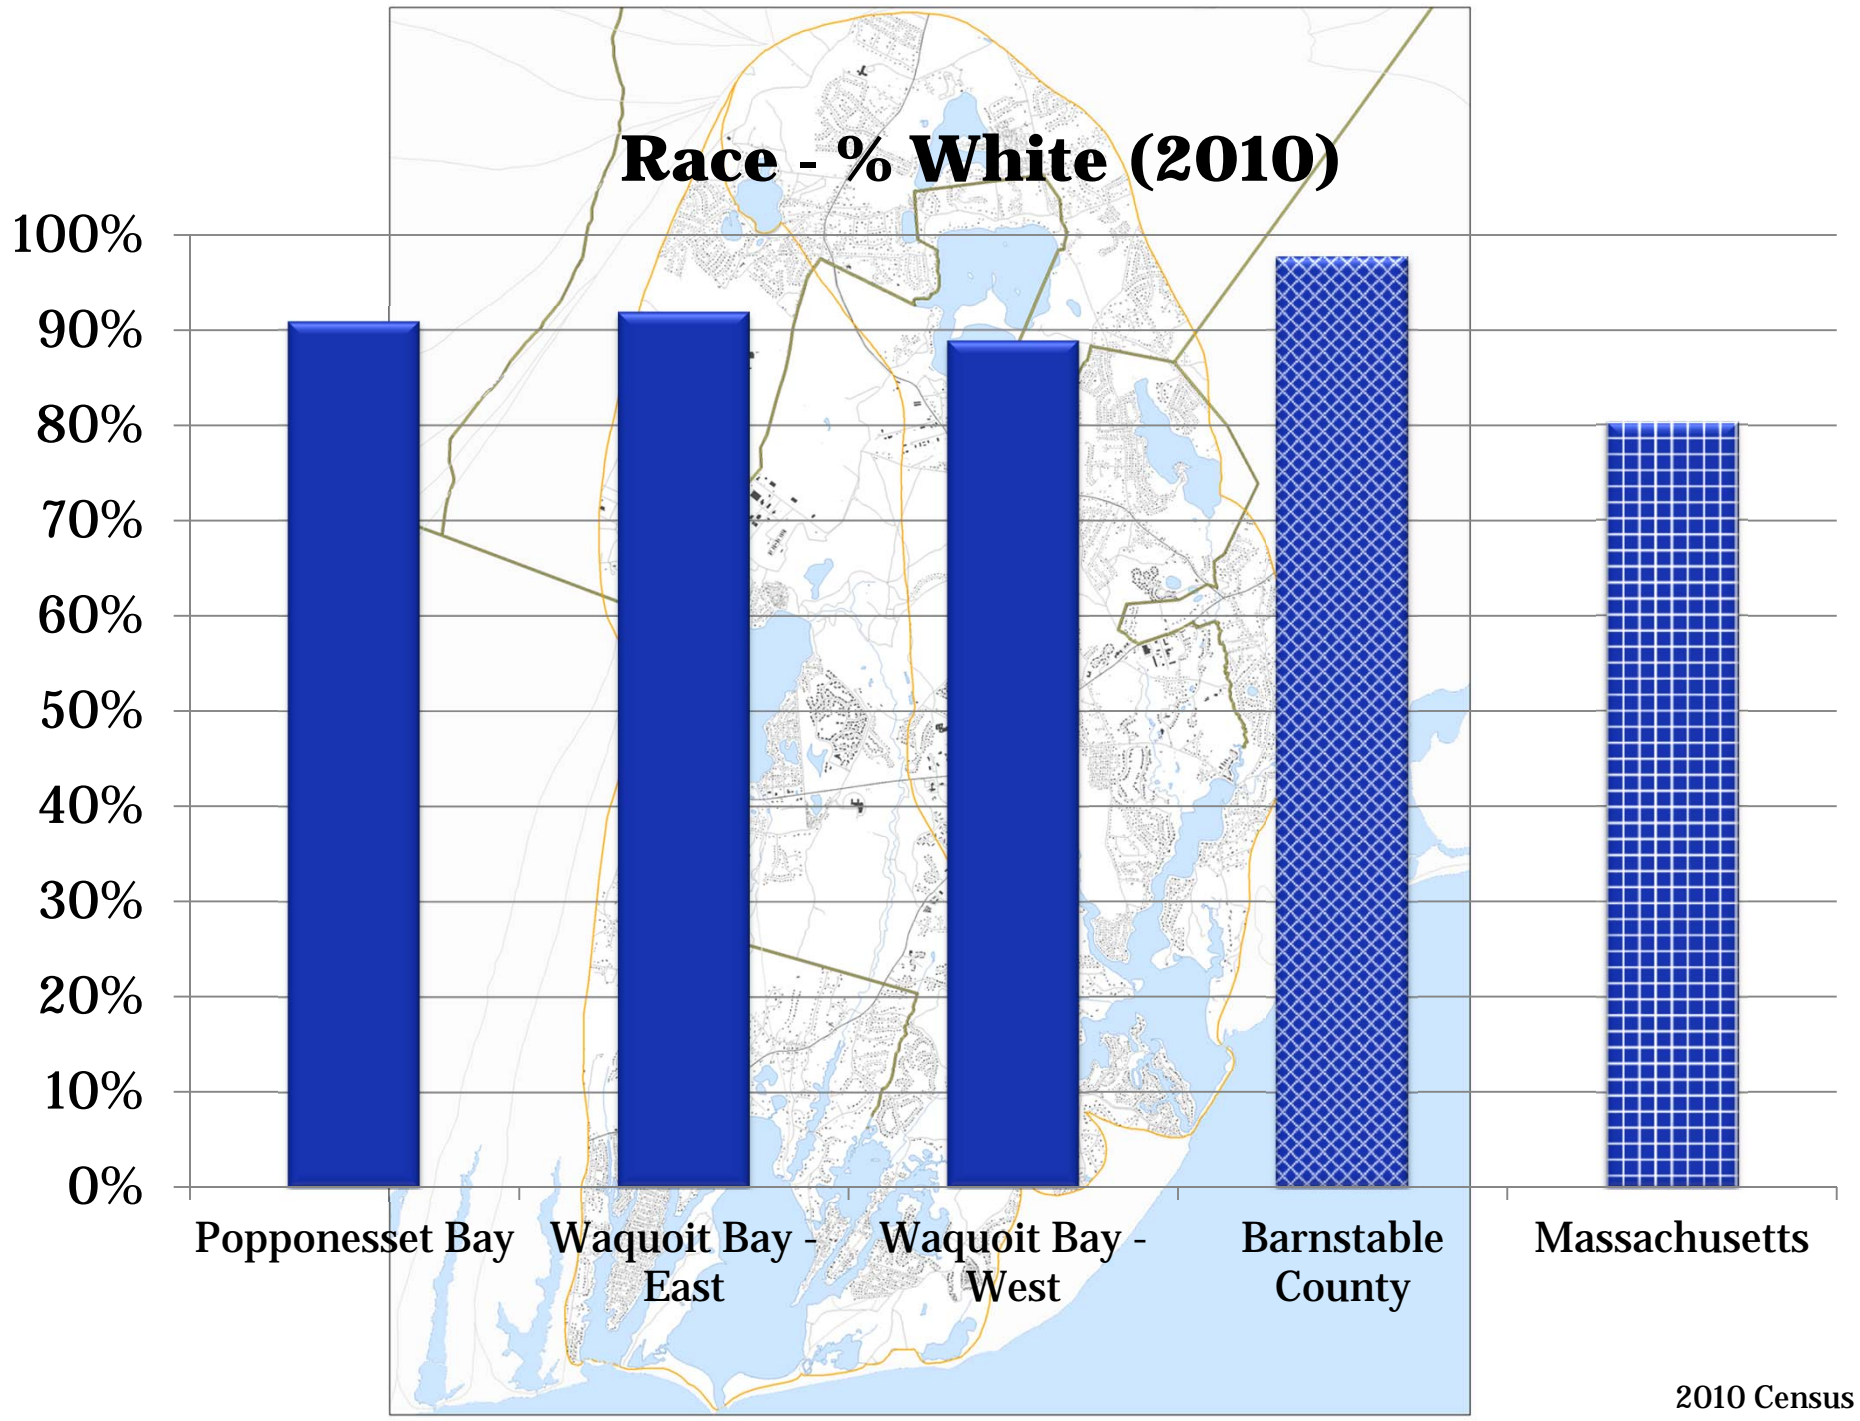 Race - % White (2010)
100%
90%
80%
70%
60%
50%
40%
30%
20%
10%
0%
Popponesset Bay
Waquoit Bay -
East
Waquoit Bay -
West
Barnstable
County
Massachusetts
2010 Census